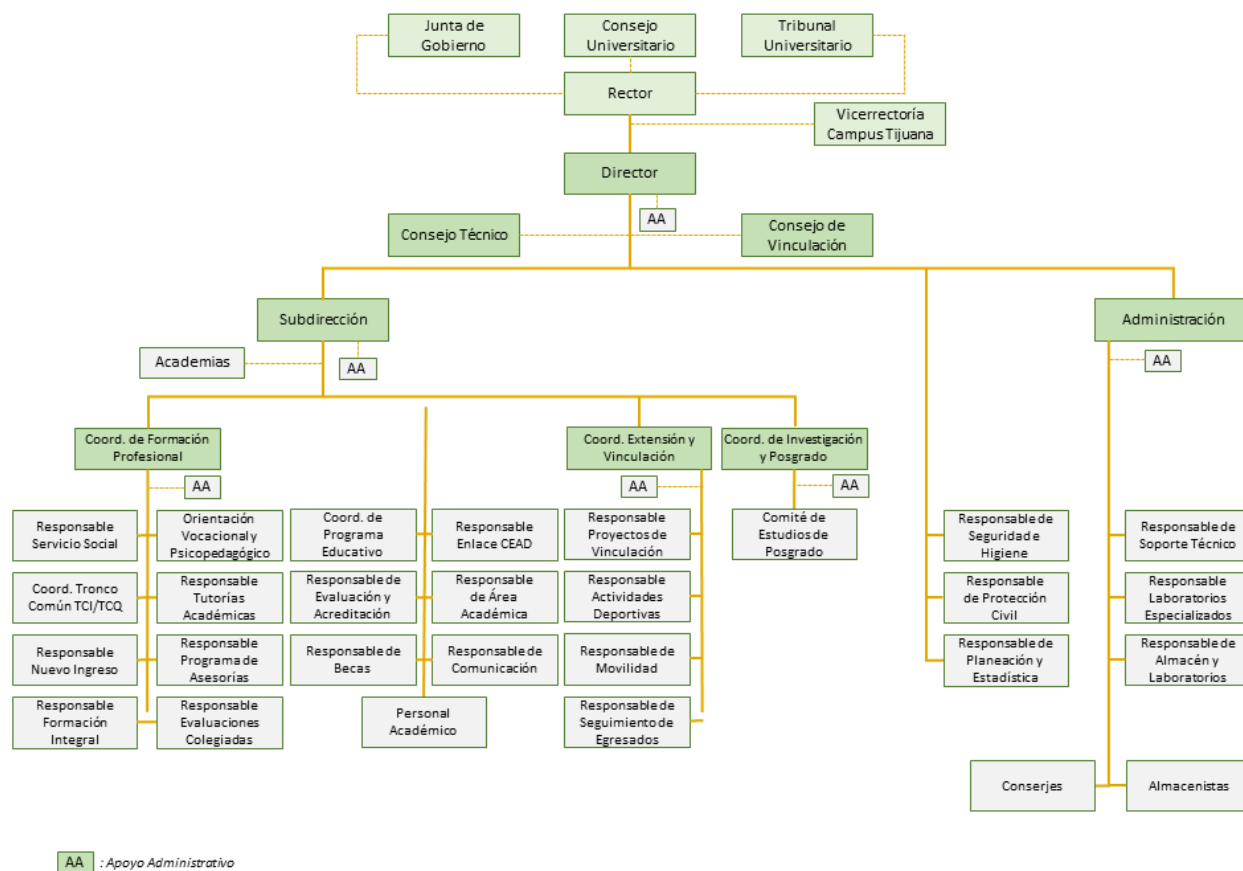 Junta de
Gobierno
Consejo
Universitario
Tribunal
Universitario
Rector
Vicerrectoría
Campus Tijuana
Director
AA
Consejo Técnico
Consejo de
Vinculación
Subdirección
Administración
Academias
AA
AA
Coord. de Formación
Profesional
Coord. Extensión y
Vinculación
Coord. de Investigación
y Posgrado
AA
AA
AA
Responsable
Servicio Social
Orientación
Vocacional y
Psicopedagógico
Coord. de
Programa
Educativo
Responsable
Enlace CEAD
Responsable
Proyectos de
Vinculación
Comité de
Estudios de
Posgrado
Responsable de
Seguridad e
Higiene
Responsable de
Soporte Técnico
Coord. Tronco
Común TCI/TCQ
Responsable
Tutorías
Académicas
Responsable de
Evaluación y
Acreditación
Responsable
de Área
Académica
Responsable
Actividades
Deportivas
Responsable
de Protección
Civil
Responsable
Laboratorios
Especializados
Responsable
Nuevo Ingreso
Responsable
Programa de
Asesorías
Responsable de
Becas
Responsable de
Comunicación
Responsable
de Movilidad
Responsable de
Planeación y
Estadística
Responsable de
Almacén y
Laboratorios
Responsable
Formación
Integral
Responsable
Evaluaciones
Colegiadas
Personal
Académico
Responsable de
Seguimiento de
Egresados
Conserjes
Almacenistas
AA : Apoyo Administrativo